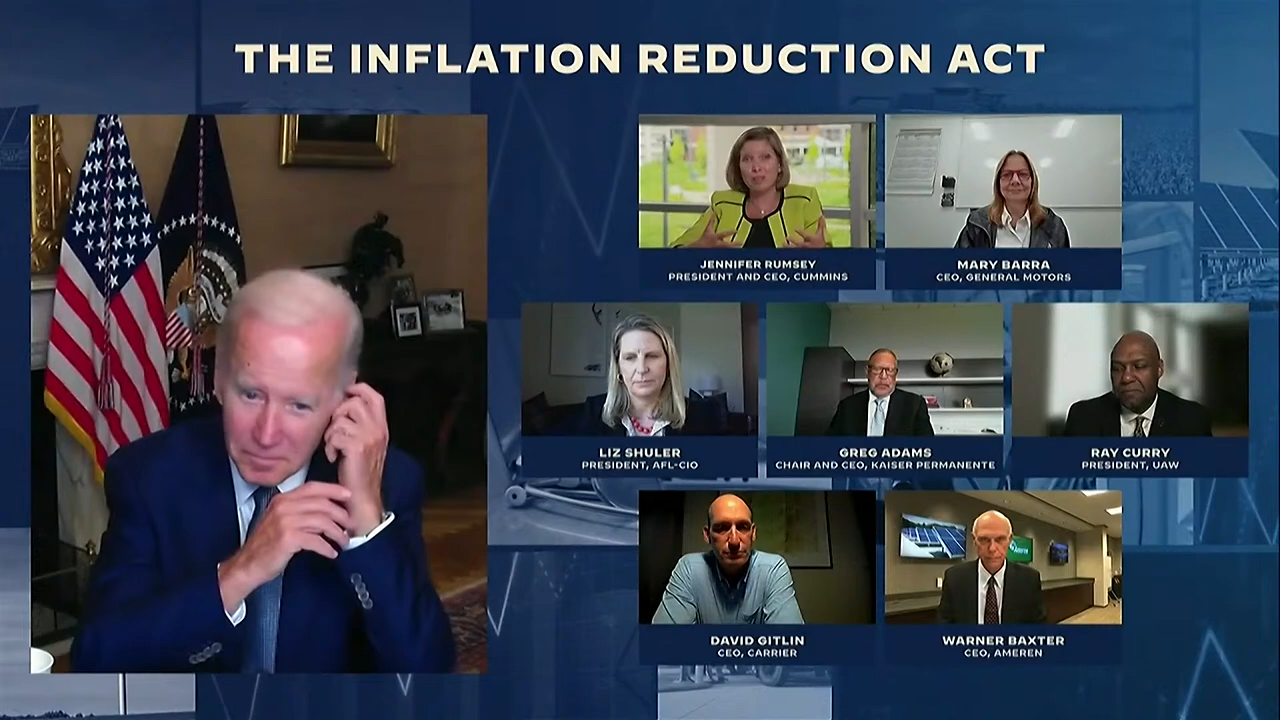 THE INFLATION REDUCTION ACT
JENNIFER RUMSEY
PRESIDENT AND CEO, CUMMINS
MARY BARRA
CEO, GENERAL MOTORS
LIZ SHULER
PRESIDENT, AFL-CIO
GREG ADAMS
CHAIR AND CEO, KAISER PERMANENTE
RAY CURRY
PRESIDENT, UAW
DAVID GITLIN
CEO, CARRIER
WARNER BAXTER
CEO, AMEREN